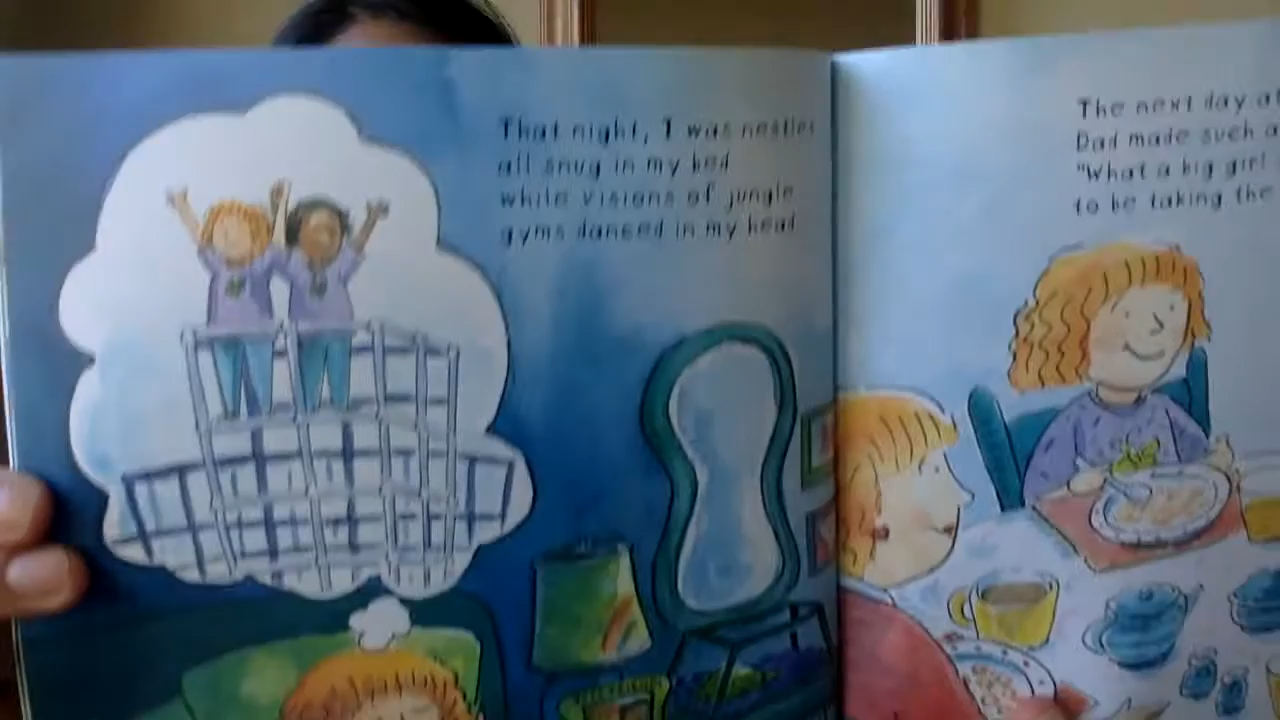 That night, I was nestled
all snug in my bed
while visions of jungle
gyms danced in my head
The next day at
Dad made such a
"What a big girl
to be taking the